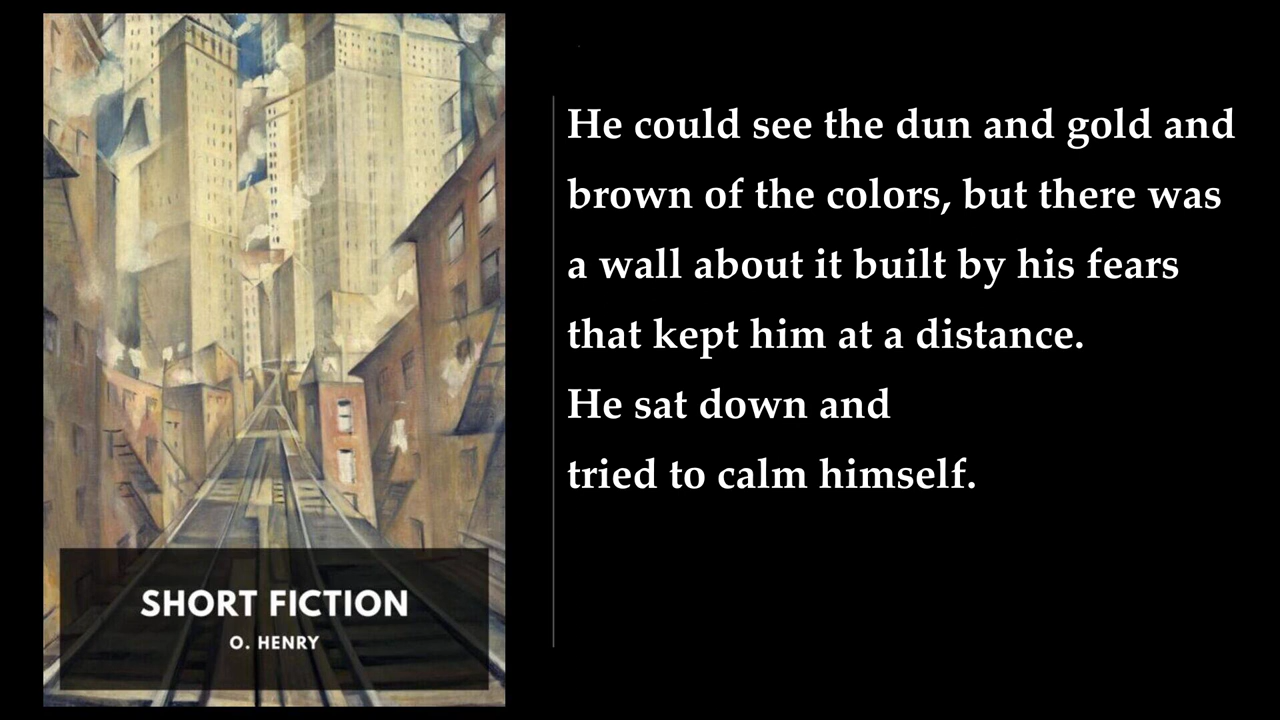 He could see the dun and gold and
brown of the colors, but there was
a wall about it built by his fears
that kept him at a distance.
He sat down and
tried to calm himself.
SHORT FICTION
O. HENRY